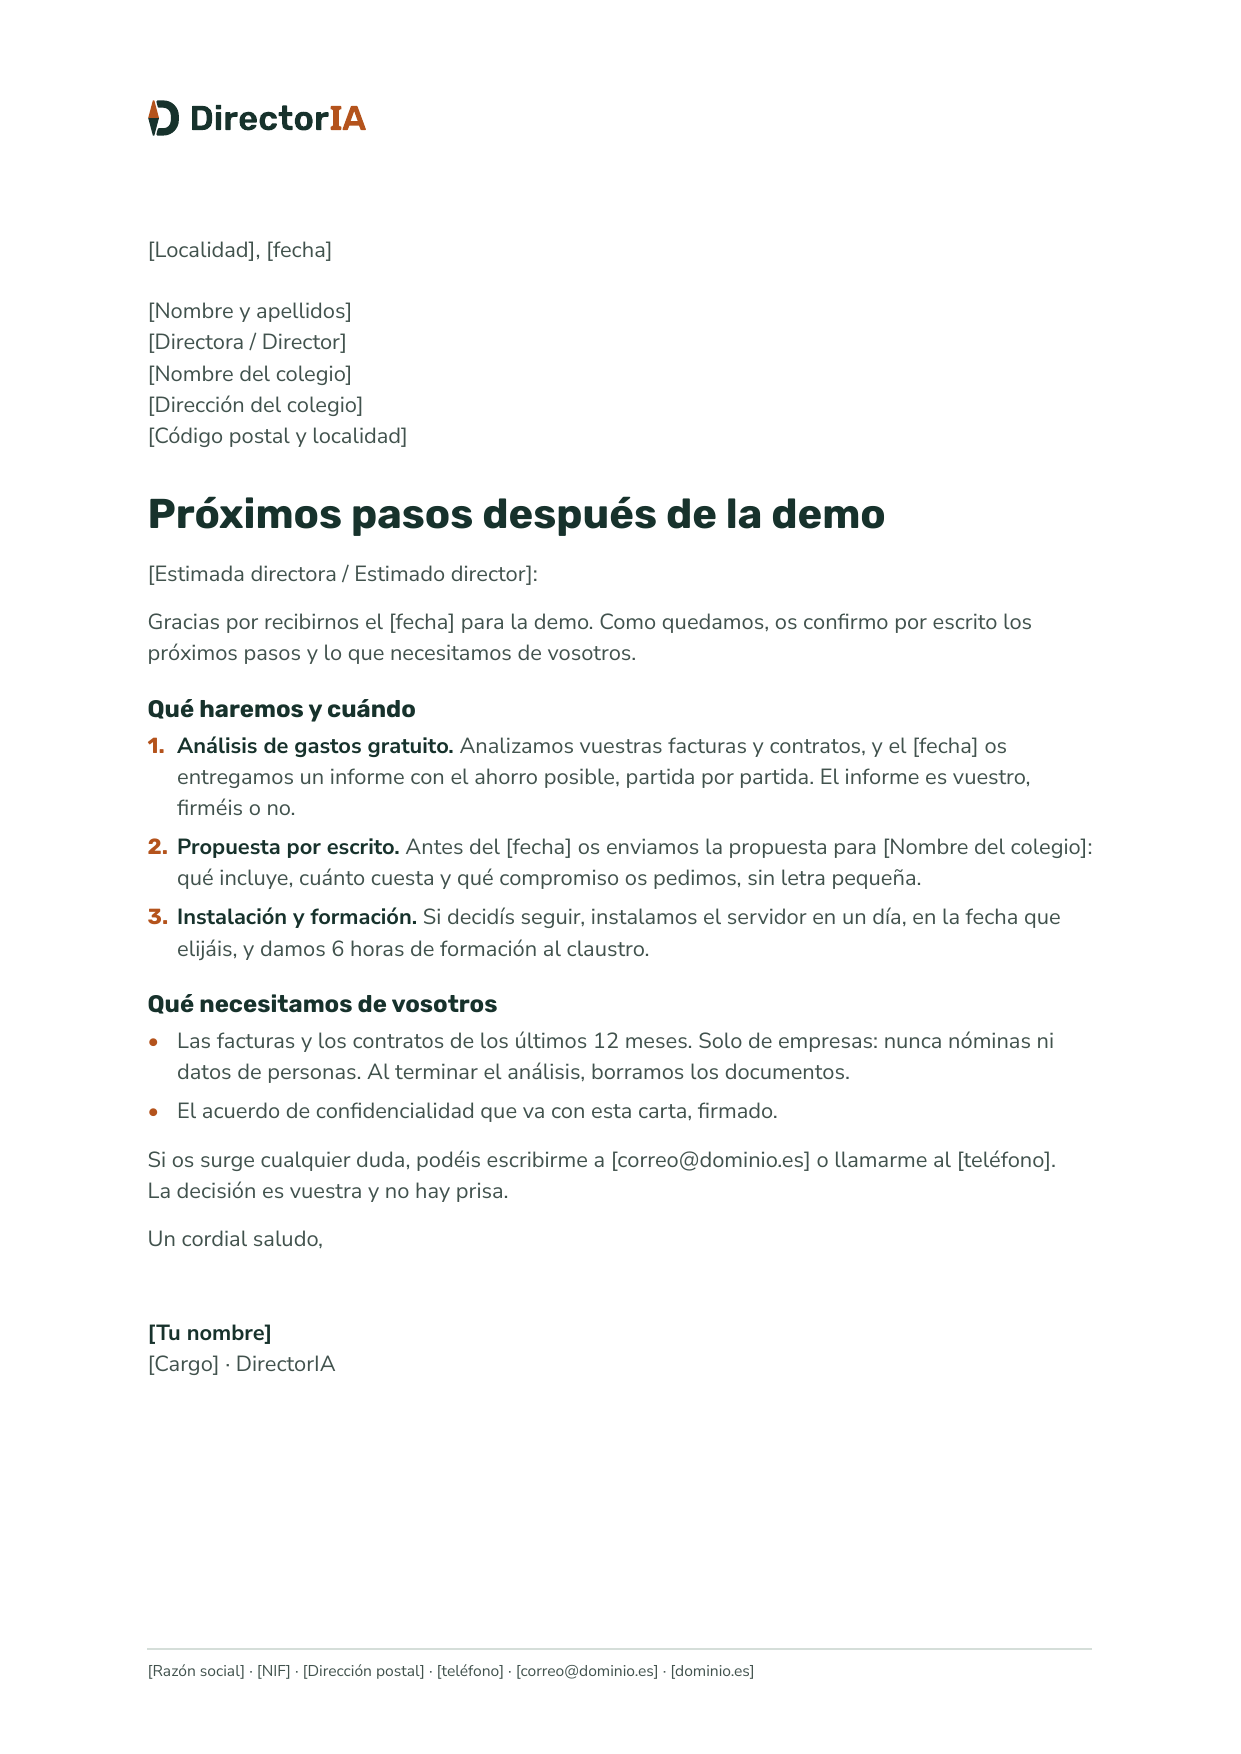 DirectorIA
[Localidad], [fecha]
[Nombre y apellidos]
[Directora / Director]
[Nombre del colegio]
[Dirección del colegio]
[Código postal y localidad]
Próximos pasos después de la demo
[Estimada directora / Estimado director]:
Gracias por recibirnos el [fecha] para la demo. Como quedamos, os confirmo por escrito los
próximos pasos y lo que necesitamos de vosotros.
Qué haremos y cuándo
1. Análisis de gastos gratuito. Analizamos vuestras facturas y contratos, y el [fecha] os
entregamos un informe con el ahorro posible, partida por partida. El informe es vuestro,
firméis o no.
2. Propuesta por escrito. Antes del [fecha] os enviamos la propuesta para [Nombre del colegio]:
qué incluye, cuánto cuesta y qué compromiso os pedimos, sin letra pequeña.
3. Instalación y formación. Si decidís seguir, instalamos el servidor en un día, en la fecha que
elijáis, y damos 6 horas de formación al claustro.
Qué necesitamos de vosotros
• Las facturas y los contratos de los últimos 12 meses. Solo de empresas: nunca nóminas ni
datos de personas. Al terminar el análisis, borramos los documentos.
• El acuerdo de confidencialidad que va con esta carta, firmado.
Si os surge cualquier duda, podéis escribirme a [correo@dominio.es] o llamarme al [teléfono].
La decisión es vuestra y no hay prisa.
Un cordial saludo,
[Tu nombre]
[Cargo] · DirectorIA
[Razón social] · [NIF] · [Dirección postal] · [teléfono] · [correo@dominio.es] · [dominio.es]